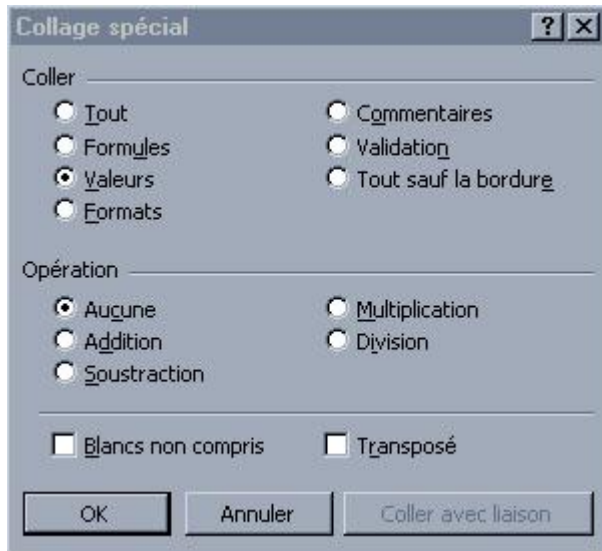 Collage spécial
Coller
Tout
Commentaires
Formules
Validation
Valeurs
Tout sauf la bordure
Formats
Opération
Aucune
Multiplication
Addition
Division
Soustraction
Blancs non compris
Transposé
OK
Annuler
Coller avec liaison